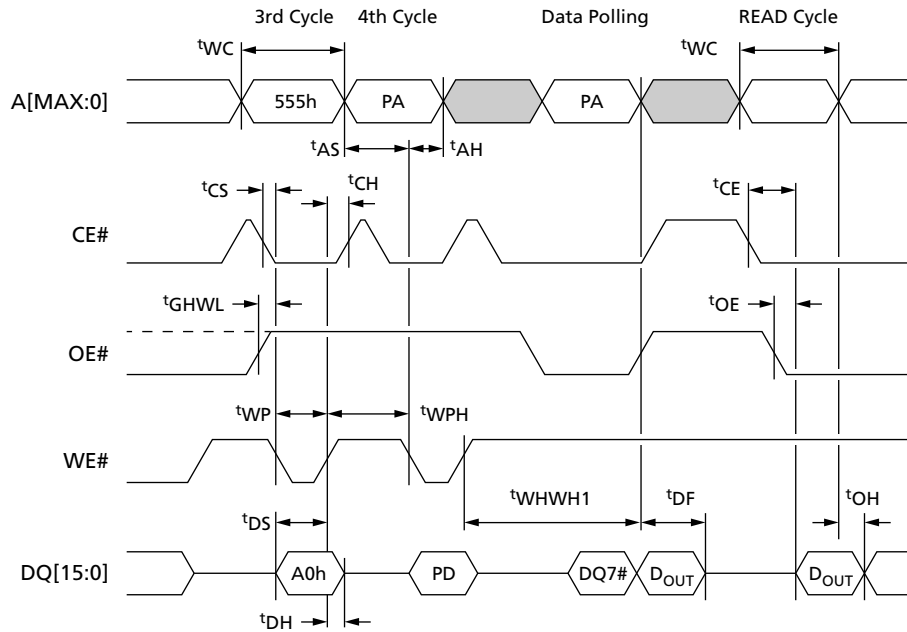 3rd Cycle 4th Cycle Data Polling READ Cycle
tWC tWC
A[MAX:0] 555h PA PA
tAS tAH
tCS tCH tCE
CE#
tGHWL tOE
OE#
tWP tWPH
WE#
tWHWH1 tDF tOH
tDS
DQ[15:0] A0h PD DQ7# DOUT DOUT
tDH